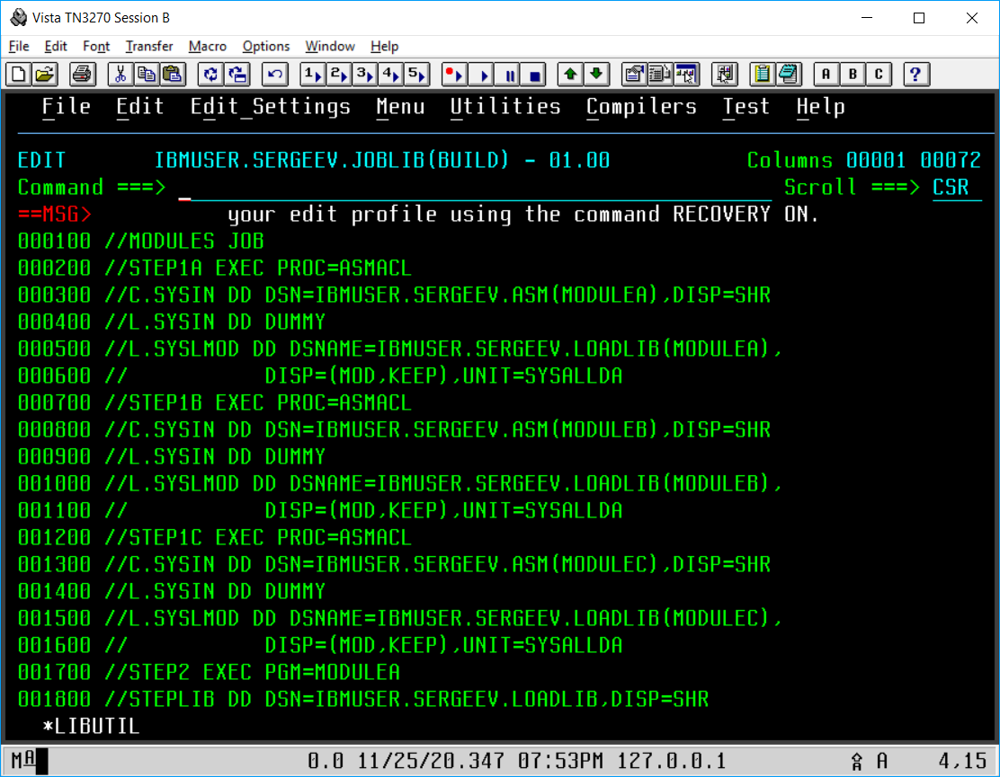 Vista TN3270 Session B
File Edit Font Transfer Macro Options Window Help
1 2 3 4 5 A B C ?
File Edit Edit_Settings Menu Utilities Compilers Test Help
EDIT IBMUSER.SERGEEV.JOBLIB(BUILD) - 01.00 Columns 00001 00072
Command ===> Scroll ===> CSR
==MSG> your edit profile using the command RECOVERY ON.
000100 //MODULES JOB
000200 //STEP1A EXEC PROC=ASMACL
000300 //C.SYSIN DD DSN=IBMUSER.SERGEEV.ASM(MODULEA),DISP=SHR
000400 //L.SYSIN DD DUMMY
000500 //L.SYSLMOD DD DSNAME=IBMUSER.SERGEEV.LOADLIB(MODULEA),
000600 // DISP=(MOD,KEEP),UNIT=SYSALLDA
000700 //STEP1B EXEC PROC=ASMACL
000800 //C.SYSIN DD DSN=IBMUSER.SERGEEV.ASM(MODULEB),DISP=SHR
000900 //L.SYSIN DD DUMMY
001000 //L.SYSLMOD DD DSNAME=IBMUSER.SERGEEV.LOADLIB(MODULEB),
001100 // DISP=(MOD,KEEP),UNIT=SYSALLDA
001200 //STEP1C EXEC PROC=ASMACL
001300 //C.SYSIN DD DSN=IBMUSER.SERGEEV.ASM(MODULEC),DISP=SHR
001400 //L.SYSIN DD DUMMY
001500 //L.SYSLMOD DD DSNAME=IBMUSER.SERGEEV.LOADLIB(MODULEC),
001600 // DISP=(MOD,KEEP),UNIT=SYSALLDA
001700 //STEP2 EXEC PGM=MODULEA
001800 //STEPLIB DD DSN=IBMUSER.SERGEEV.LOADLIB,DISP=SHR
*LIBUTIL
MA 0.0 11/25/20.347 07:53PM 127.0.0.1 A 4,15